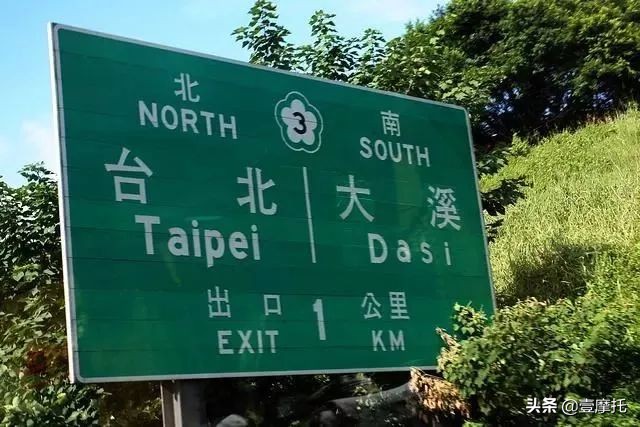 北 3 南
NORTH SOUTH
台北 大溪
Taipei Dasi
出口 1 公里
EXIT KM
头条 @壹摩托